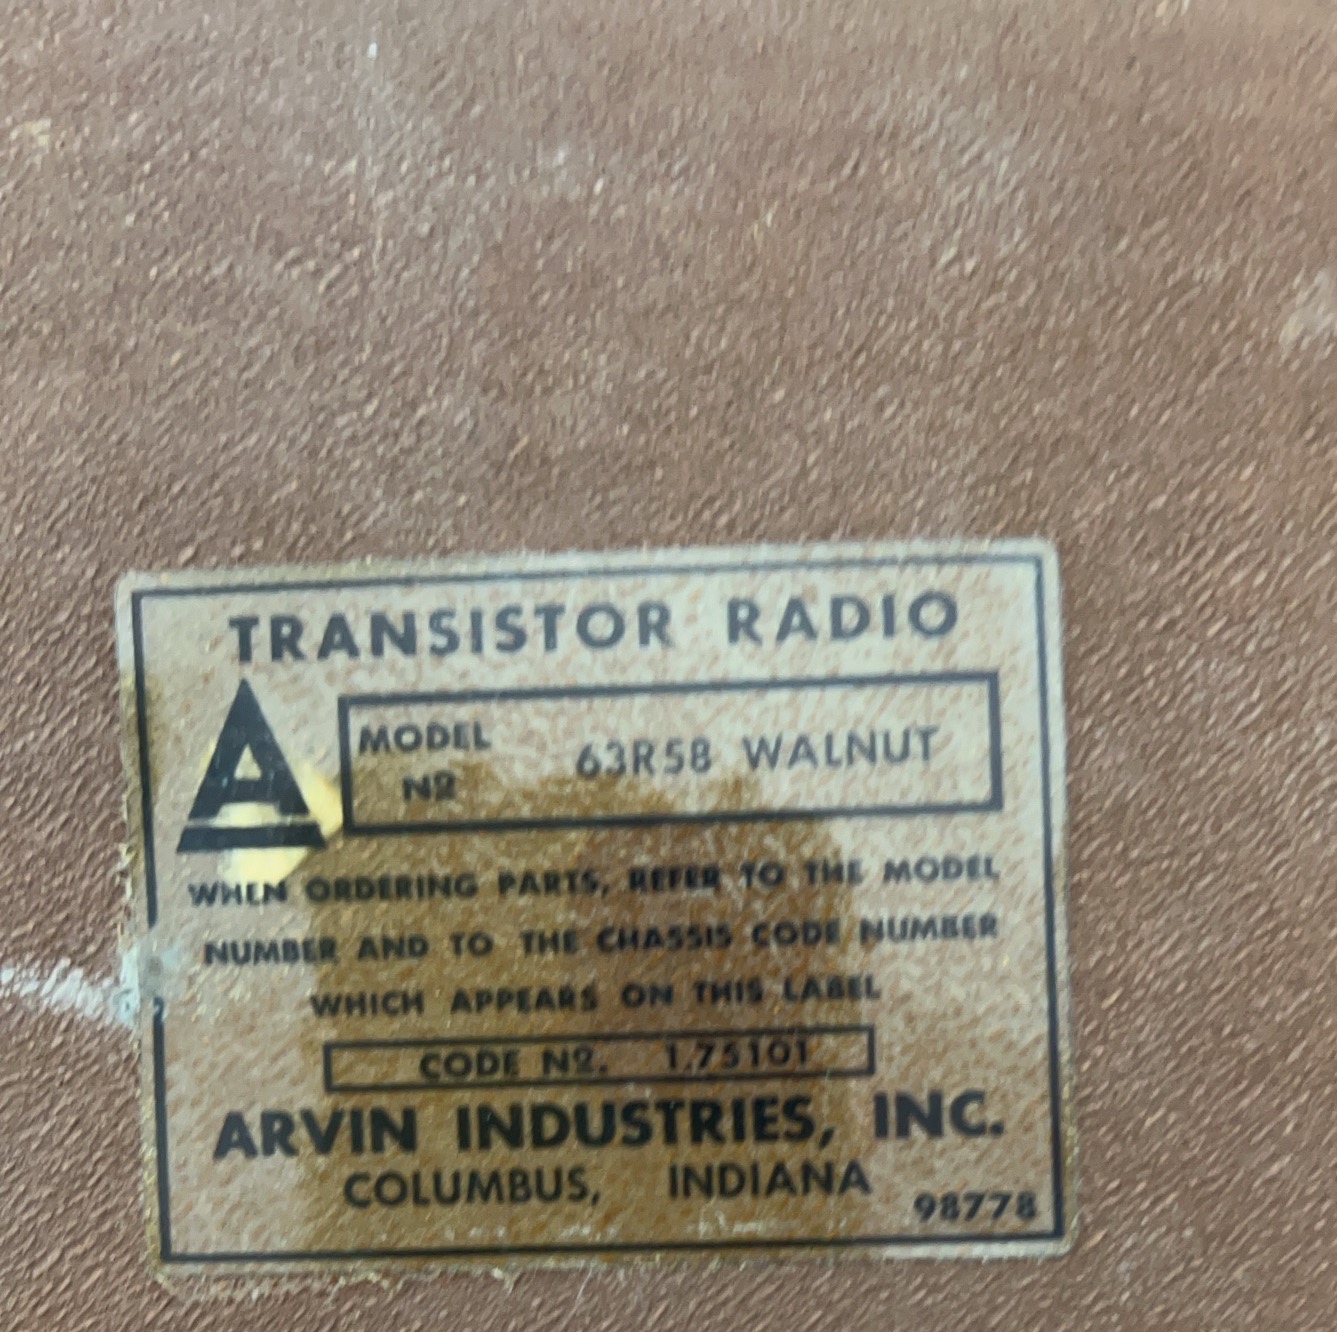 TRANSISTOR RADIO
A
MODEL
Nº 63R58 WALNUT
WHEN ORDERING PARTS, REFER TO THE MODEL
NUMBER AND TO THE CHASSIS CODE NUMBER
WHICH APPEARS ON THIS LABEL
CODE Nº. 1.75101
ARVIN INDUSTRIES, INC.
COLUMBUS, INDIANA
98778